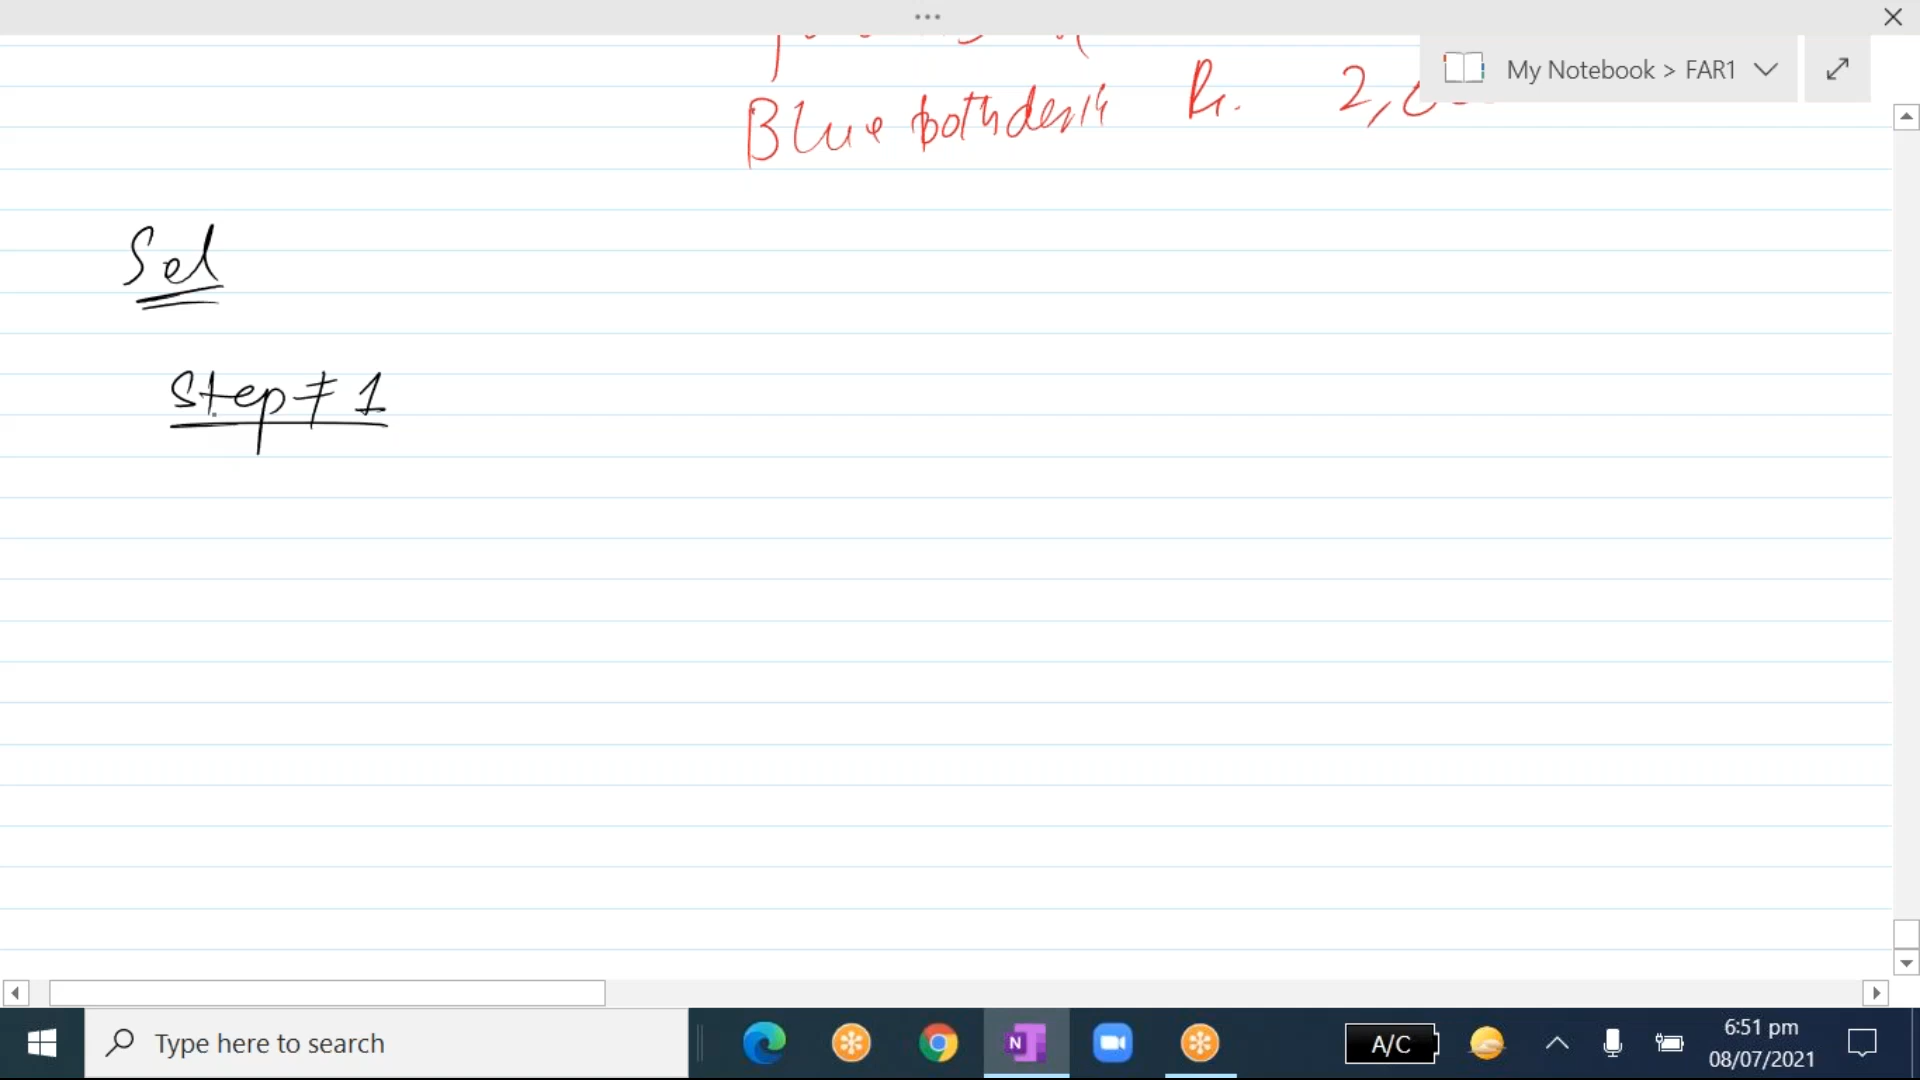 My Notebook > FAR1
Blue both desk Rs. 2,
Sol
Step # 1
Type here to search
N
A/C
6:51 pm
08/07/2021